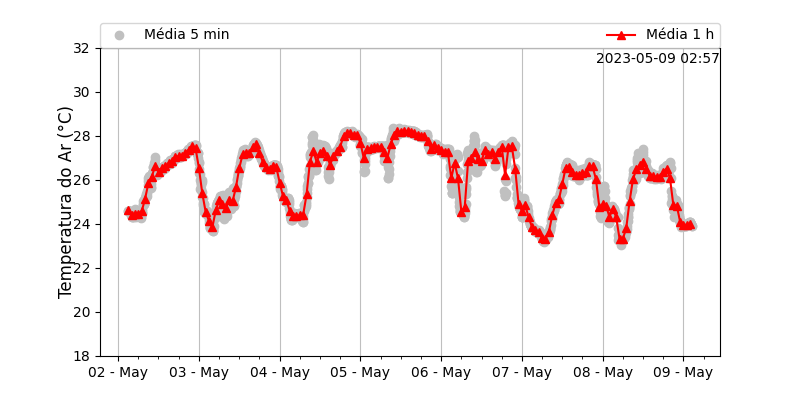 Média 5 min
Média 1 h
2023-05-09 02:57
Temperatura do Ar (°C)
32
30
28
26
24
22
20
18
02 - May
03 - May
04 - May
05 - May
06 - May
07 - May
08 - May
09 - May